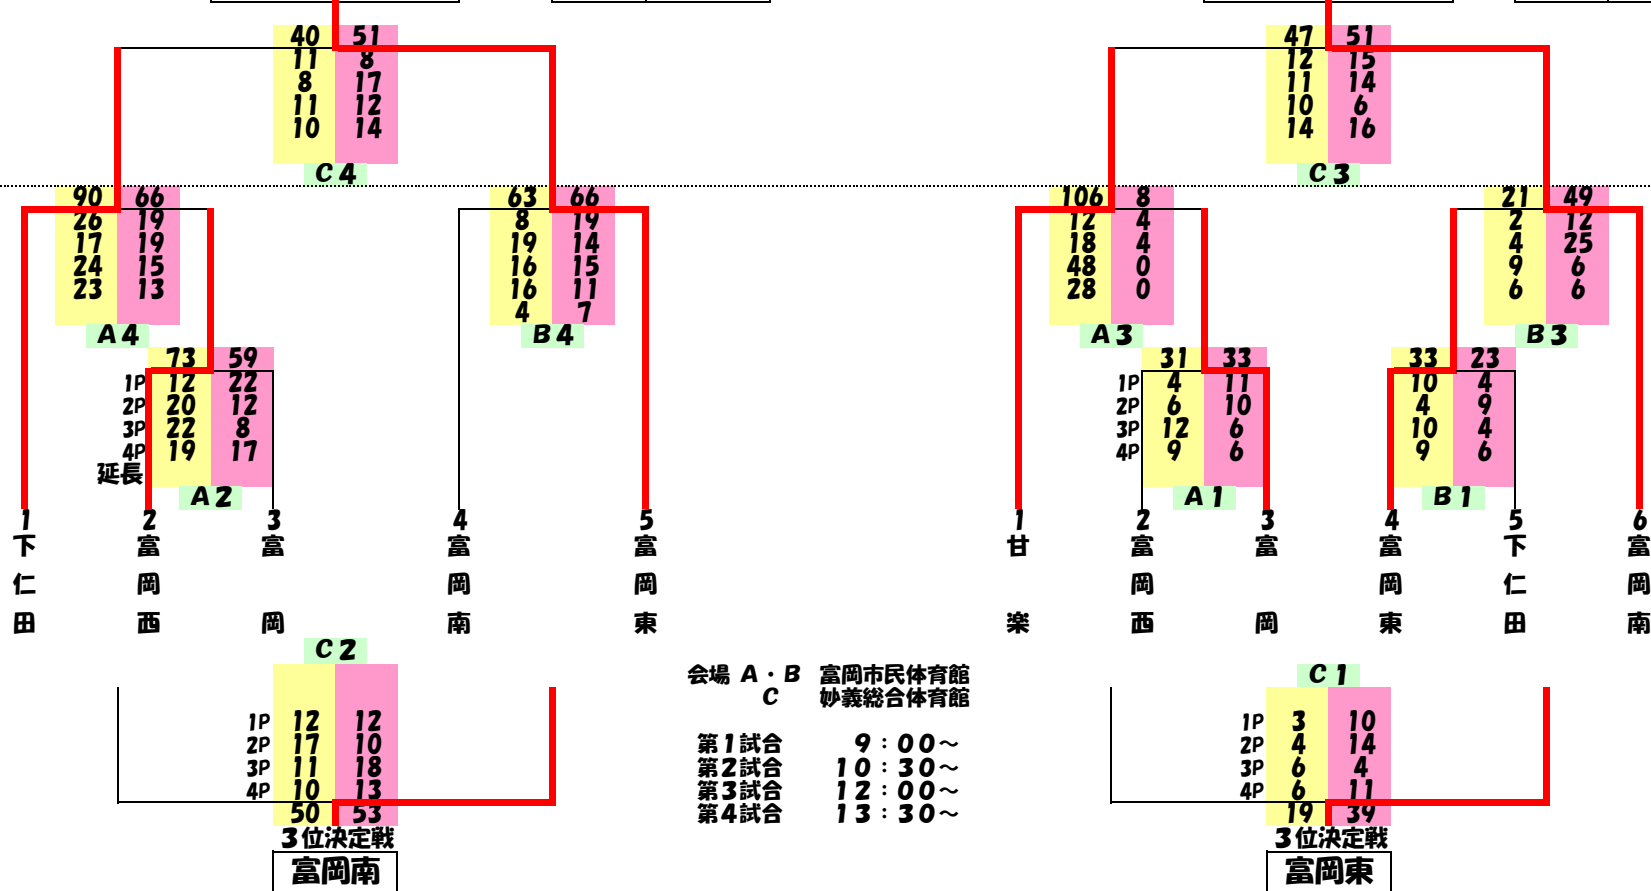 40 51 47 51
11 8 12 15
8 17 11 14
11 12 10 6
10 14 14 16
C4 C3
90 66 63 66 106 8 21 49
26 19 8 19 12 4 2 12
17 19 19 14 18 4 4 25
24 15 16 15 48 0 9 6
23 13 16 11 28 0 6 6
4 7
A4 B4 A3 B3
73 59 31 33 33 23
1P 12 22 1P 4 11 10 4
2P 20 12 2P 6 10 4 9
3P 22 8 3P 12 6 10 4
4P 19 17 4P 9 6 9 6
延長
A2 A1 B1
1 2 3 4 5 1 2 3 4 5 6
下仁田 富岡西 富岡 富岡南 富岡東 甘楽 富岡西 富岡 富岡東 下仁田 富岡南
C2 C1
会場 A・B 富岡市民体育館
C 妙義総合体育館
1P 12 12 1P 3 10
2P 17 10 2P 4 14
3P 11 18 3P 6 4
4P 10 13 4P 6 11
50 53 19 39
第1試合 9:00~
第2試合 10:30~
第3試合 12:00~
第4試合 13:30~
3位決定戦 3位決定戦
富岡南 富岡東